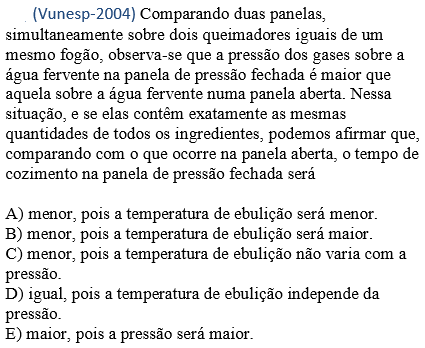 (Vunesp-2004) Comparando duas panelas,
simultaneamente sobre dois queimadores iguais de um
mesmo fogão, observa-se que a pressão dos gases sobre a
água fervente na panela de pressão fechada é maior que
aquela sobre a água fervente numa panela aberta. Nessa
situação, e se elas contêm exatamente as mesmas
quantidades de todos os ingredientes, podemos afirmar que,
comparando com o que ocorre na panela aberta, o tempo de
cozimento na panela de pressão fechada será
A) menor, pois a temperatura de ebulição será menor.
B) menor, pois a temperatura de ebulição será maior.
C) menor, pois a temperatura de ebulição não varia com a
pressão.
D) igual, pois a temperatura de ebulição independe da
pressão.
E) maior, pois a pressão será maior.